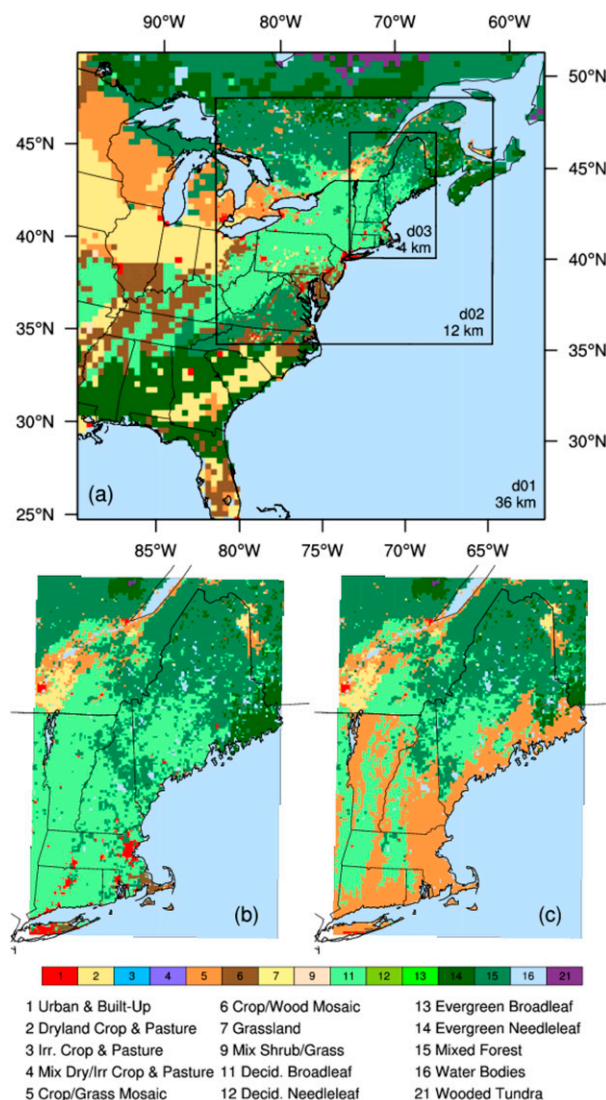 90°W 80°W 70°W 60°W
50°N
45°N
45°N
40°N
40°N
35°N
35°N
30°N
30°N
25°N
d03
4 km
d02
12 km
d01
36 km
(a)
85°W 80°W 75°W 70°W 65°W
(b)
(c)
1 2 3 4 5 6 7 9 11 12 13 14 15 16 21
1 Urban & Built-Up
2 Dryland Crop & Pasture
3 Irr. Crop & Pasture
4 Mix Dry/Irr Crop & Pasture
5 Crop/Grass Mosaic
6 Crop/Wood Mosaic
7 Grassland
9 Mix Shrub/Grass
11 Decid. Broadleaf
12 Decid. Needleleaf
13 Evergreen Broadleaf
14 Evergreen Needleleaf
15 Mixed Forest
16 Water Bodies
21 Wooded Tundra